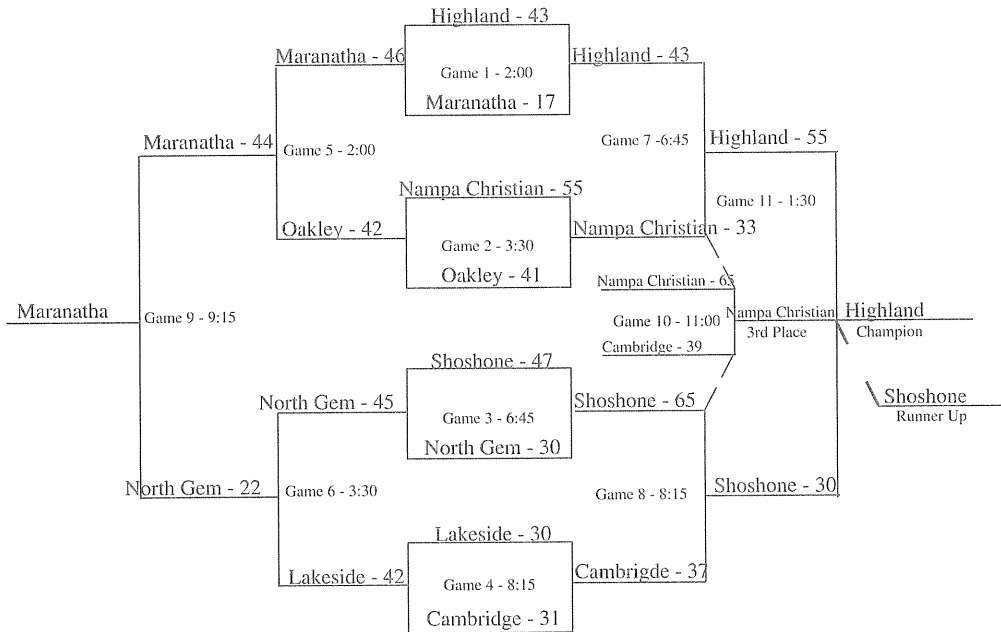 Highland - 43
Maranatha - 46
Highland - 43
Game 1 - 2:00
Maranatha - 17
Maranatha - 44
Game 5 - 2:00
Game 7 -6:45
Highland - 55
Nampa Christian - 55
Game 11 - 1:30
Oakley - 42
Game 2 - 3:30
Nampa Christian - 33
Oakley - 41
Nampa Christian - 65
Maranatha
Game 9 - 9:15
Game 10 - 11:00
Nampa Christian
3rd Place
Highland
Champion
Cambridge - 39
Shoshone - 47
North Gem - 45
Game 3 - 6:45
Shoshone - 65
Shoshone
Runner Up
North Gem - 30
North Gem - 22
Game 6 - 3:30
Game 8 - 8:15
Shoshone - 30
Lakeside - 30
Lakeside - 42
Game 4 - 8:15
Cambrigde - 37
Cambridge - 31